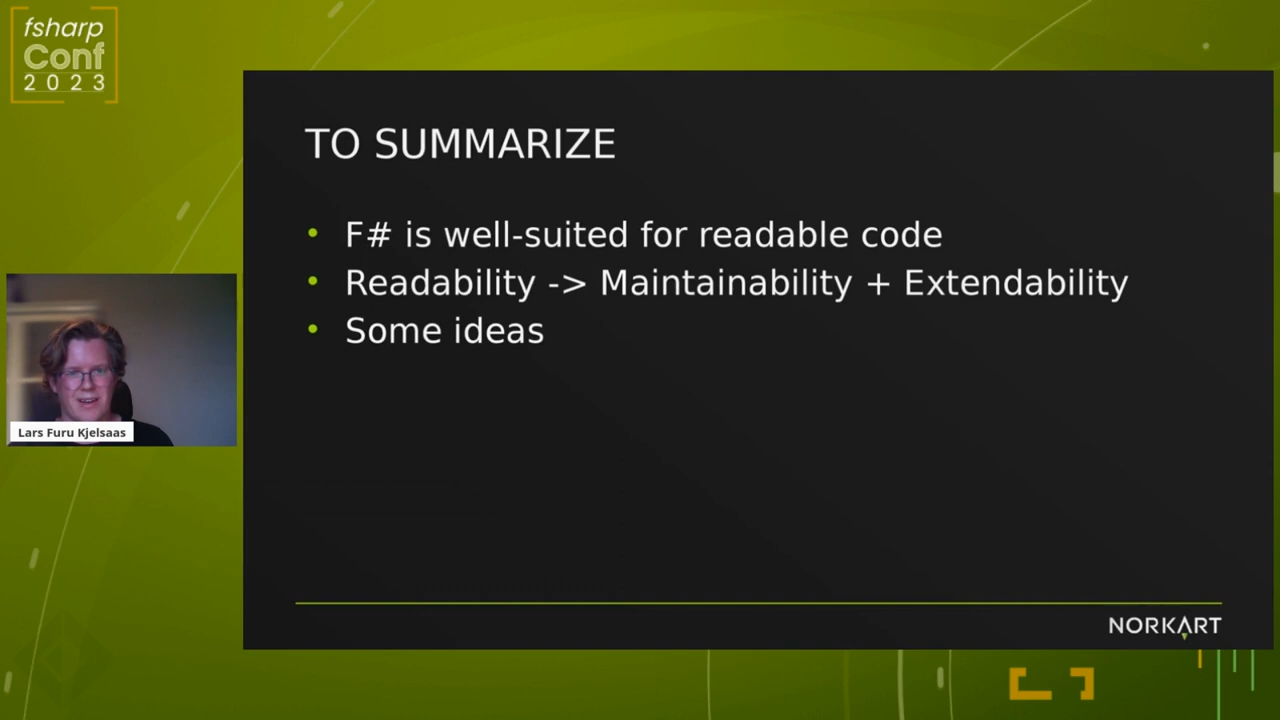 fsharp
Conf
2023
TO SUMMARIZE
• F# is well-suited for readable code
• Readability -> Maintainability + Extendability
• Some ideas
Lars Furu Kjelsaas
NORKART